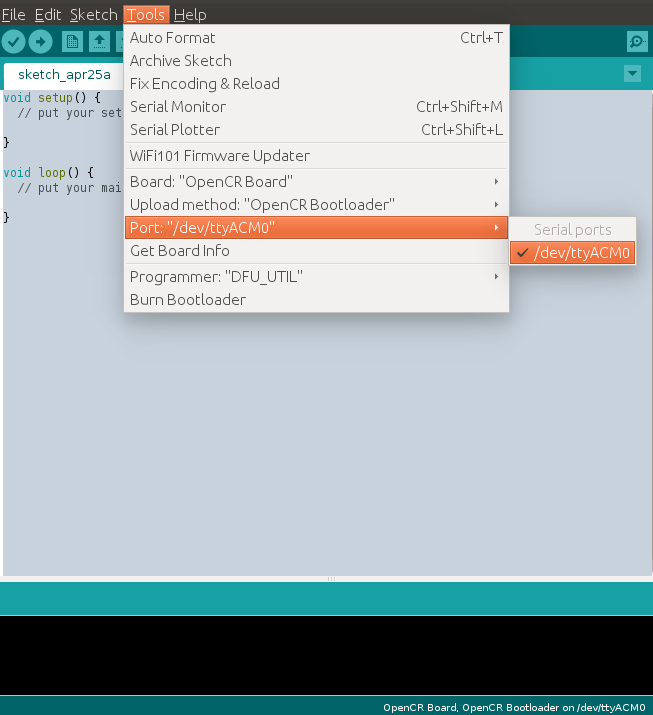 File Edit Sketch Tools Help
sketch_apr25a
void setup() {
// put your set
}
void loop() {
// put your mai
}
Auto Format Ctrl+T
Archive Sketch
Fix Encoding & Reload
Serial Monitor Ctrl+Shift+M
Serial Plotter Ctrl+Shift+L
WiFi101 Firmware Updater
Board: "OpenCR Board"
Upload method: "OpenCR Bootloader"
Port: "/dev/ttyACM0"
Get Board Info
Programmer: "DFU_UTIL"
Burn Bootloader
Serial ports
/dev/ttyACM0
OpenCR Board, OpenCR Bootloader on /dev/ttyACM0